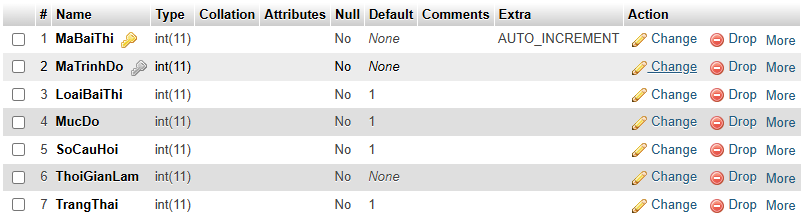 # Name Type Collation Attributes Null Default Comments Extra Action
1 MaBaiThi int(11) No None AUTO_INCREMENT Change Drop More
2 MaTrinhDo int(11) No None Change Drop More
3 LoaiBaiThi int(11) No 1 Change Drop More
4 MucDo int(11) No 1 Change Drop More
5 SoCauHoi int(11) No 1 Change Drop More
6 ThoiGianLam int(11) No None Change Drop More
7 TrangThai int(11) No 1 Change Drop More